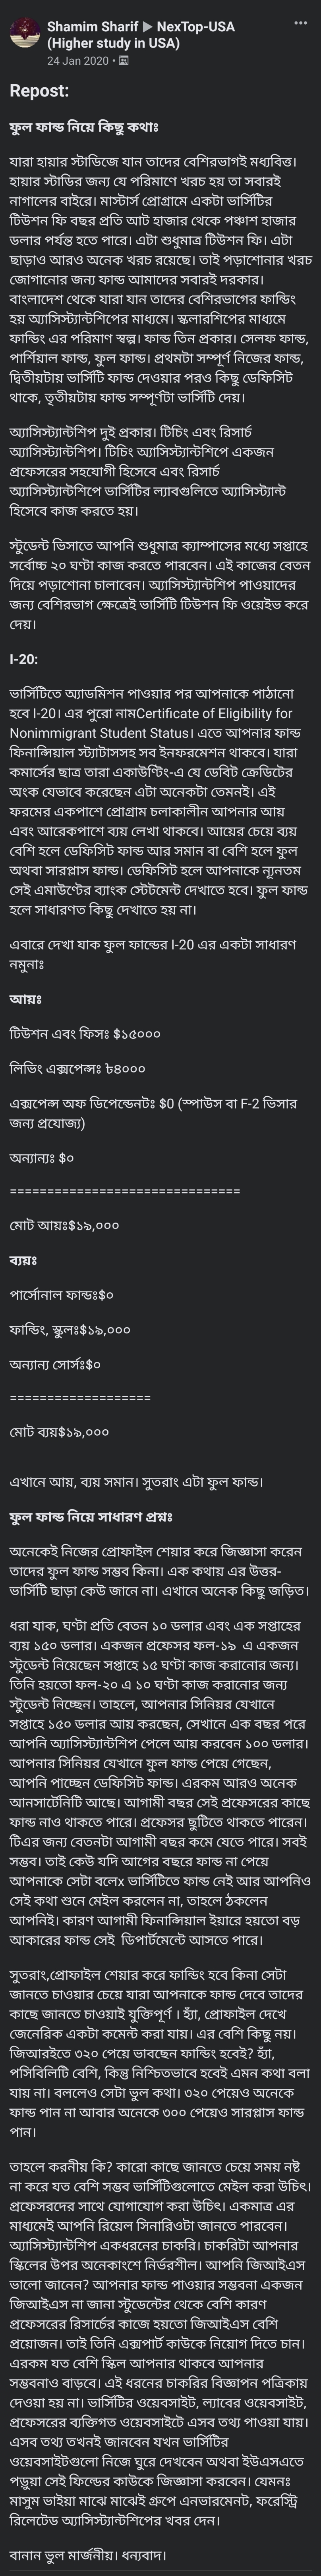 Shamim Sharif ▶ NexTop-USA
(Higher study in USA)
24 Jan 2020
Repost:
ফুল ফান্ড নিয়ে কিছু কথাঃ
যারা হায়ার স্টাডিজে যান তাদের বেশিরভাগই মধ্যবিত্ত।
হায়ার স্টাডির জন্য যে পরিমাণে খরচ হয় তা সবারই
নাগালের বাইরে। মাস্টার্স প্রোগ্রামে একটা ভার্সিটির
টিউশন ফি বছর প্রতি আট হাজার থেকে পঞ্চাশ হাজার
ডলার পর্যন্ত হতে পারে। এটা শুধুমাত্র টিউশন ফি। এটা
ছাড়াও আরও অনেক খরচ রয়েছে। তাই পড়াশোনার খরচ
জোগানোর জন্য ফান্ড আমাদের সবারই দরকার।
বাংলাদেশ থেকে যারা যান তাদের বেশিরভাগের ফান্ডিং
হয় অ্যাসিস্ট্যান্টশিপের মাধ্যমে। স্কলারশিপের মাধ্যমে
ফান্ডিং এর পরিমাণ স্বল্প। ফান্ড তিন প্রকার। সেলফ ফান্ড,
পার্শিয়াল ফান্ড, ফুল ফান্ড। প্রথমটা সম্পূর্ণ নিজের ফান্ড,
দ্বিতীয়টায় ভার্সিটি ফান্ড দেওয়ার পরও কিছু ডেফিসিট
থাকে, তৃতীয়টায় ফান্ড সম্পূর্ণটা ভার্সিটি দেয়।
অ্যাসিস্ট্যান্টশিপ দুই প্রকার। টিচিং এবং রিসার্চ
অ্যাসিস্ট্যান্টশিপ। টিচিং অ্যাসিস্ট্যান্টশিপে একজন
প্রফেসরের সহযোগী হিসেবে এবং রিসার্চ
অ্যাসিস্ট্যান্টশিপে ভার্সিটির ল্যাবগুলিতে অ্যাসিস্ট্যান্ট
হিসেবে কাজ করতে হয়।
স্টুডেন্ট ভিসাতে আপনি শুধুমাত্র ক্যাম্পাসের মধ্যে সপ্তাহে
সর্বোচ্চ ২০ ঘণ্টা কাজ করতে পারবেন। এই কাজের বেতন
দিয়ে পড়াশোনা চালাবেন। অ্যাসিস্ট্যান্টশিপ পাওয়াদের
জন্য বেশিরভাগ ক্ষেত্রেই ভার্সিটি টিউশন ফি ওয়েইভ করে
দেয়।
I-20:
ভার্সিটিতে অ্যাডমিশন পাওয়ার পর আপনাকে পাঠানো
হবে I-20। এর পুরো নামCertificate of Eligibility for
Nonimmigrant Student Status। এতে আপনার ফান্ড
ফিনান্সিয়াল স্ট্যাটাসসহ সব ইনফরমেশন থাকবে। যারা
কমার্সের ছাত্র তারা একাউন্টিং-এ যে ডেবিট ক্রেডিটের
অংক যেভাবে করেছেন এটা অনেকটা তেমনই। এই
ফরমের একপাশে প্রোগ্রাম চলাকালীন আপনার আয়
এবং আরেকপাশে ব্যয় লেখা থাকবে। আয়ের চেয়ে ব্যয়
বেশি হলে ডেফিসিট ফান্ড আর সমান বা বেশি হলে ফুল
অথবা সারপ্লাস ফান্ড। ডেফিসিট হলে আপনাকে ন্যূনতম
সেই এমাউণ্টের ব্যাংক স্টেটমেন্ট দেখাতে হবে। ফুল ফান্ড
হলে সাধারণত কিছু দেখাতে হয় না।
এবারে দেখা যাক ফুল ফান্ডের I-20 এর একটা সাধারণ
নমুনাঃ
আয়ঃ
টিউশন এবং ফিসঃ $১৫০০০
লিভিং এক্সপেন্সঃ ৳৪০০০
এক্সপেন্স অফ ডিপেন্ডেনটঃ $0 (স্পাউস বা F-2 ভিসার
জন্য প্রযোজ্য)
অন্যান্যঃ $০
===============================
মোট আয়ঃ$১৯,০০০
ব্যয়ঃ
পার্সোনাল ফান্ডঃ$০
ফান্ডিং, স্কুলঃ$১৯,০০০
অন্যান্য সোর্সঃ$০
===================
মোট ব্যয়$১৯,০০০
এখানে আয়, ব্যয় সমান। সুতরাং এটা ফুল ফান্ড।
ফুল ফান্ড নিয়ে সাধারণ প্রশ্নঃ
অনেকেই নিজের প্রোফাইল শেয়ার করে জিজ্ঞাসা করেন
তাদের ফুল ফান্ড সম্ভব কিনা। এক কথায় এর উত্তর-
ভার্সিটি ছাড়া কেউ জানে না। এখানে অনেক কিছু জড়িত।
ধরা যাক, ঘণ্টা প্রতি বেতন ১০ ডলার এবং এক সপ্তাহের
ব্যয় ১৫০ ডলার। একজন প্রফেসর ফল-১৯ এ একজন
স্টুডেন্ট নিয়েছেন সপ্তাহে ১৫ ঘণ্টা কাজ করানোর জন্য।
তিনি হয়তো ফল-২০ এ ১০ ঘণ্টা কাজ করানোর জন্য
স্টুডেন্ট নিচ্ছেন। তাহলে, আপনার সিনিয়র যেখানে
সপ্তাহে ১৫০ ডলার আয় করছেন, সেখানে এক বছর পরে
আপনি অ্যাসিস্ট্যান্টশিপ পেলে আয় করবেন ১০০ ডলার।
আপনার সিনিয়র যেখানে ফুল ফান্ড পেয়ে গেছেন,
আপনি পাচ্ছেন ডেফিসিট ফান্ড। এরকম আরও অনেক
আনসার্টেনিটি আছে। আগামী বছর সেই প্রফেসরের কাছে
ফান্ড নাও থাকতে পারে। প্রফেসর ছুটিতে থাকতে পারেন।
টিএর জন্য বেতনটা আগামী বছর কমে যেতে পারে। সবই
সম্ভব। তাই কেউ যদি আগের বছরে ফান্ড না পেয়ে
আপনাকে সেটা বলেx ভার্সিটিতে ফান্ড নেই আর আপনিও
সেই কথা শুনে মেইল করলেন না, তাহলে ঠকলেন
আপনিই। কারণ আগামী ফিনান্সিয়াল ইয়ারে হয়তো বড়
আকারের ফান্ড সেই ডিপার্টমেন্টে আসতে পারে।
সুতরাং,প্রোফাইল শেয়ার করে ফান্ডিং হবে কিনা সেটা
জানতে চাওয়ার চেয়ে যারা আপনাকে ফান্ড দেবে তাদের
কাছে জানতে চাওয়াই যুক্তিপূর্ণ । হ্যাঁ, প্রোফাইল দেখে
জেনেরিক একটা কমেন্ট করা যায়। এর বেশি কিছু নয়।
জিআরইতে ৩২০ পেয়ে ভাবছেন ফান্ডিং হবেই? হ্যাঁ,
পসিবিলিটি বেশি, কিন্তু নিশ্চিতভাবে হবেই এমন কথা বলা
যায় না। বললেও সেটা ভুল কথা। ৩২০ পেয়েও অনেকে
ফান্ড পান না আবার অনেকে ৩০০ পেয়েও সারপ্লাস ফান্ড
পান।
তাহলে করনীয় কি? কারো কাছে জানতে চেয়ে সময় নষ্ট
না করে যত বেশি সম্ভব ভার্সিটিগুলোতে মেইল করা উচিৎ।
প্রফেসরদের সাথে যোগাযোগ করা উচিৎ। একমাত্র এর
মাধ্যমেই আপনি রিয়েল সিনারিওটা জানতে পারবেন।
অ্যাসিস্ট্যান্টশিপ একধরনের চাকরি। চাকরিটা আপনার
স্কিলের উপর অনেকাংশে নির্ভরশীল। আপনি জিআইএস
ভালো জানেন? আপনার ফান্ড পাওয়ার সম্ভবনা একজন
জিআইএস না জানা স্টুডেন্টের থেকে বেশি কারণ
প্রফেসরের রিসার্চের কাজে হয়তো জিআইএস বেশি
প্রয়োজন। তাই তিনি এক্সপার্ট কাউকে নিয়োগ দিতে চান।
এরকম যত বেশি স্কিল আপনার থাকবে আপনার
সম্ভবনাও বাড়বে। এই ধরনের চাকরির বিজ্ঞাপন পত্রিকায়
দেওয়া হয় না। ভার্সিটির ওয়েবসাইট, ল্যাবের ওয়েবসাইট,
প্রফেসরের ব্যক্তিগত ওয়েবসাইটে এসব তথ্য পাওয়া যায়।
এসব তথ্য তখনই জানবেন যখন ভার্সিটির
ওয়েবসাইটগুলো নিজে ঘুরে দেখবেন অথবা ইউএসএতে
পড়ুয়া সেই ফিল্ডের কাউকে জিজ্ঞাসা করবেন। যেমনঃ
মাসুম ভাইয়া মাঝে মাঝেই গ্রুপে এনভারমেন্ট, ফরেস্ট্রি
রিলেটেড অ্যাসিস্ট্যান্টশিপের খবর দেন।
বানান ভুল মার্জনীয়। ধন্যবাদ।